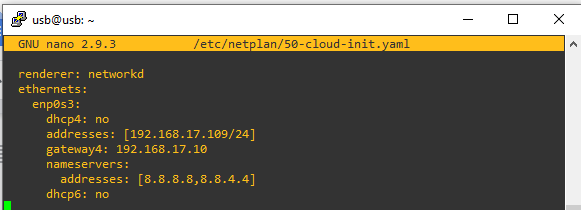 usb@usb: ~
GNU nano 2.9.3 /etc/netplan/50-cloud-init.yaml
renderer: networkd
ethernets:
enp0s3:
dhcp4: no
addresses: [192.168.17.109/24]
gateway4: 192.168.17.10
nameservers:
addresses: [8.8.8.8,8.8.4.4]
dhcp6: no